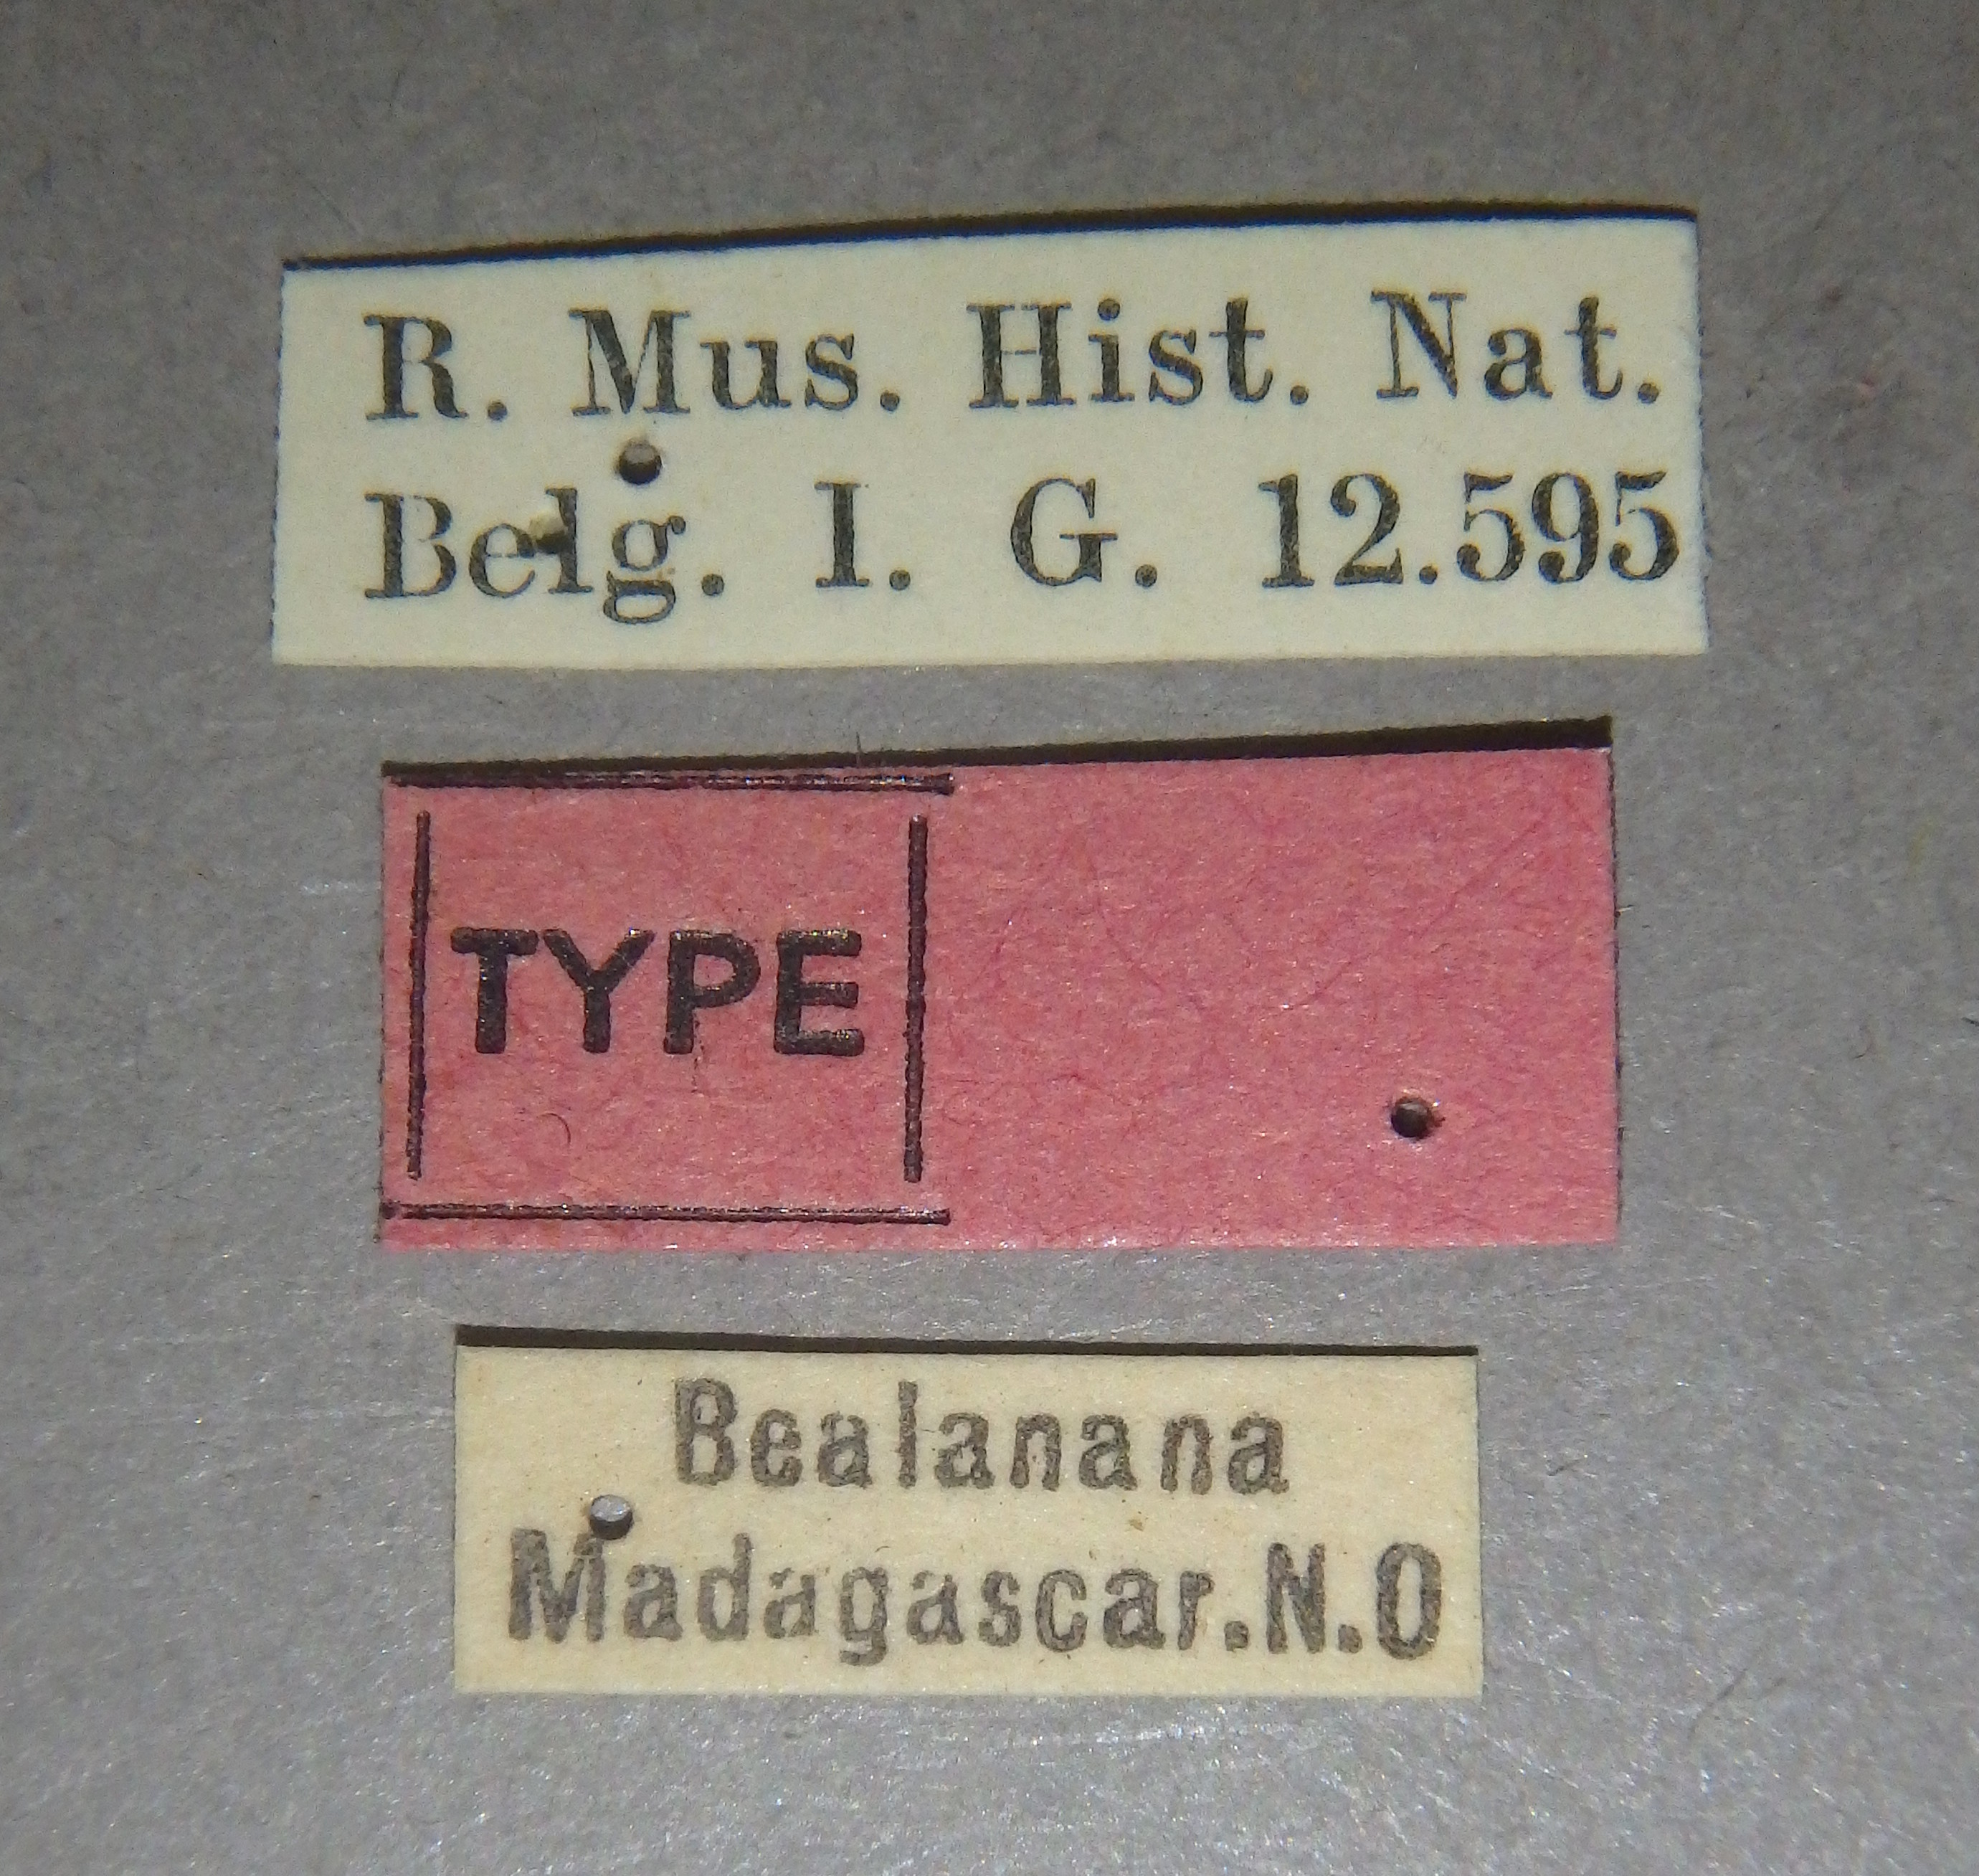 R. Mus. Hist. Nat.
Belg. I. G. 12.595
TYPE
Bealanana
Madagascar.N.O